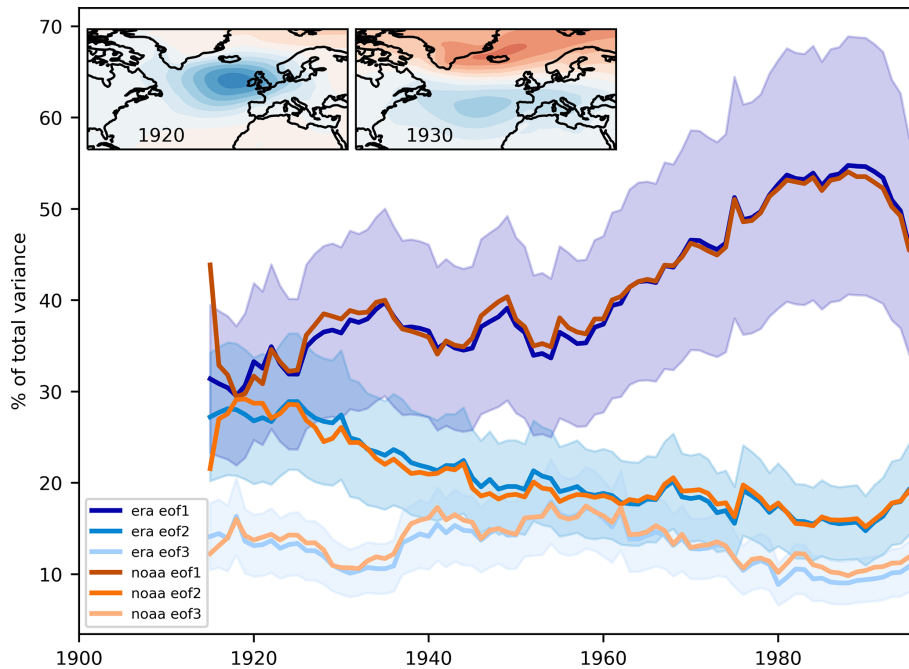 70
60
50
40
30
20
10
% of total variance
1920
1930
era eof1
era eof2
era eof3
noaa eof1
noaa eof2
noaa eof3
1900
1920
1940
1960
1980